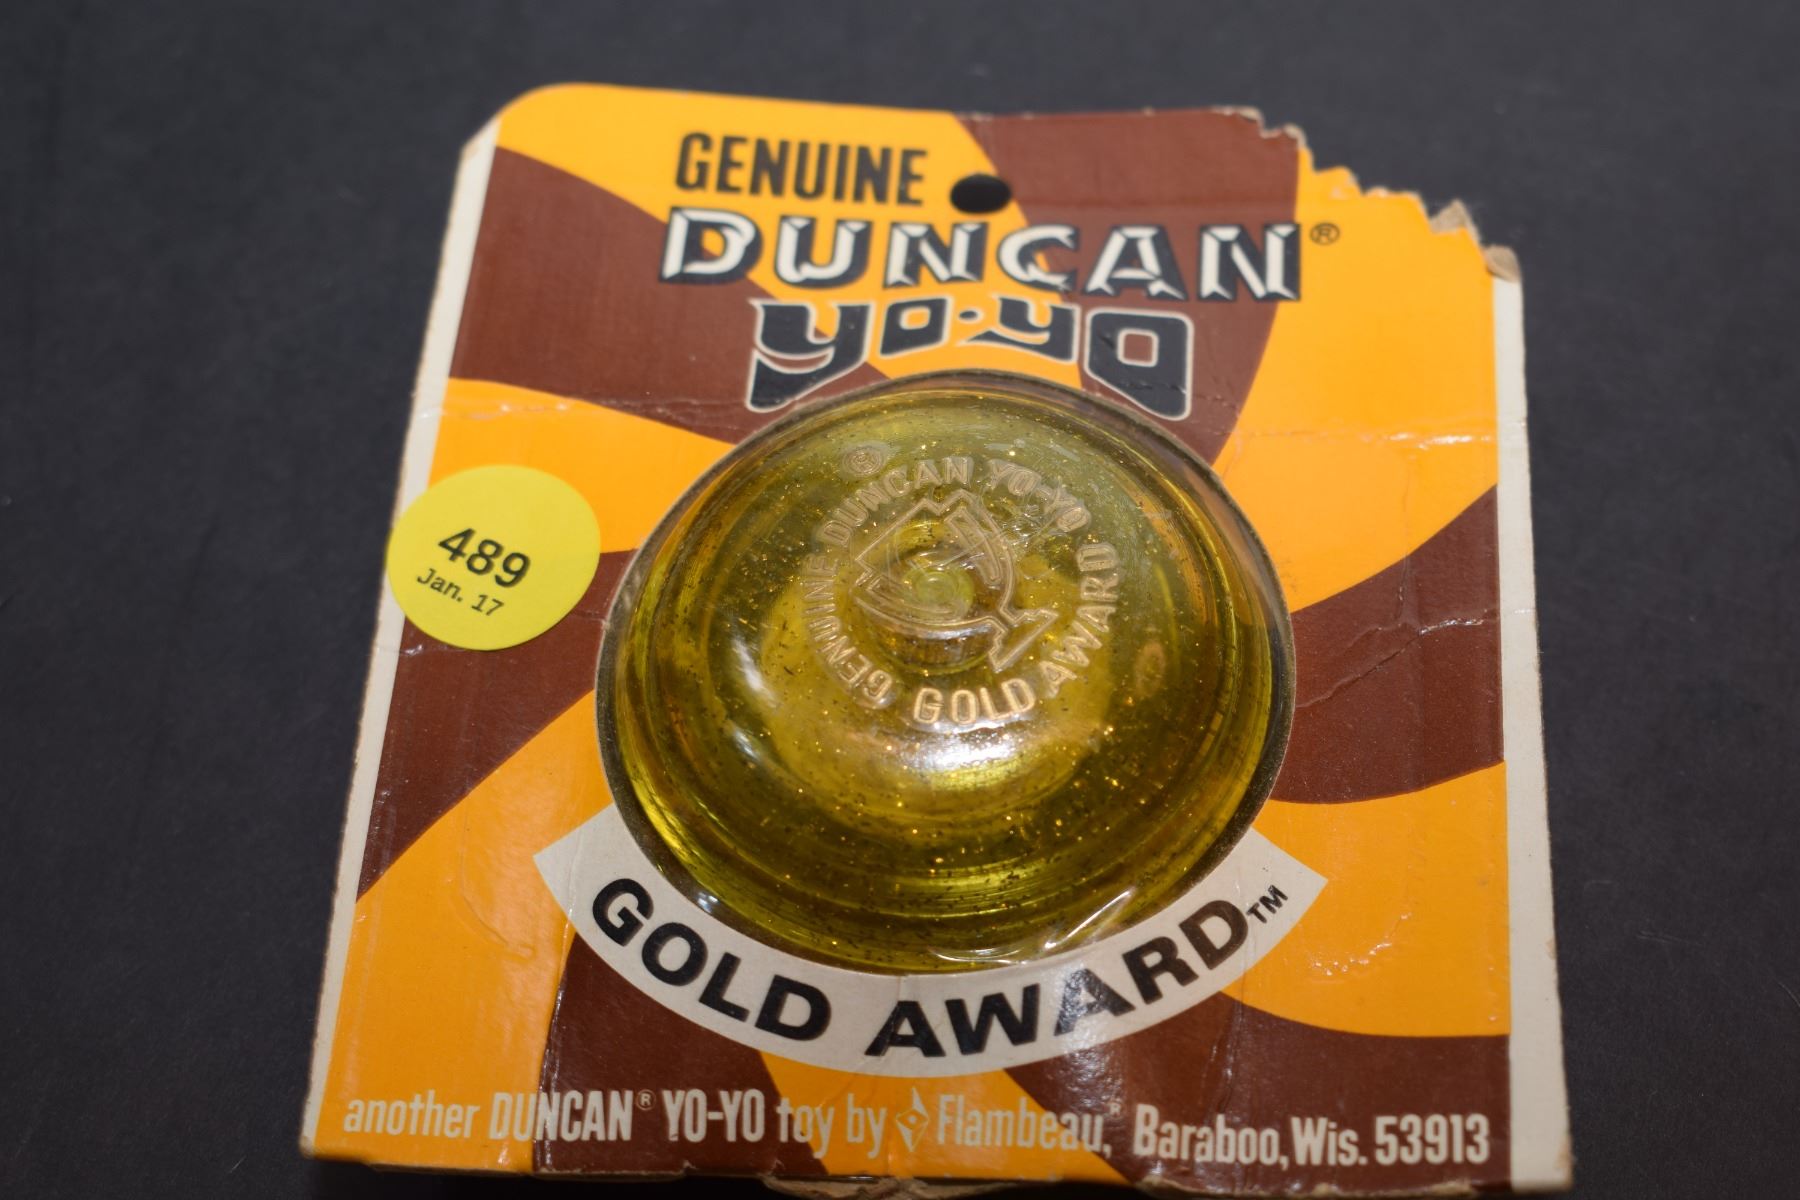 GENUINE
DUNCAN®
yo·yo
® GENUINE DUNCAN YO-YO
GOLD AWARD
489
Jan. 17
GOLD AWARD™
another DUNCAN® YO-YO toy by Flambeau,® Baraboo, Wis. 53913